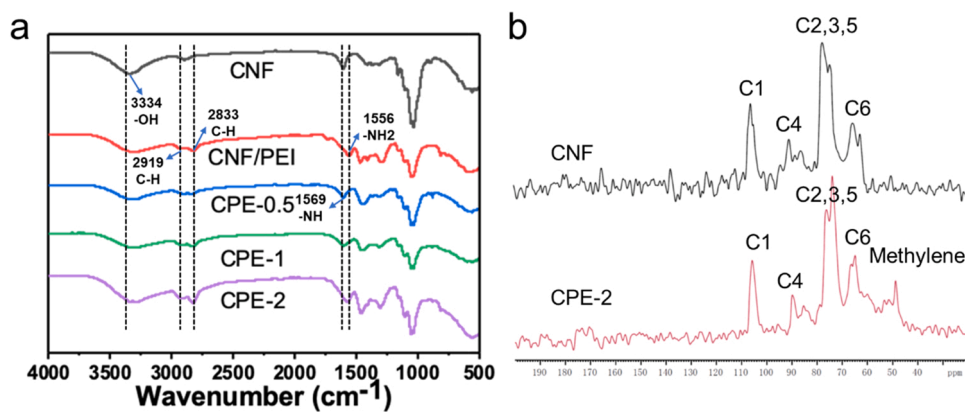 a
CNF
3334
-OH
2833
C-H
1556
-NH2
2919
C-H
CNF/PEI
CPE-0.5
1569
-NH
CPE-1
CPE-2
4000 3500 3000 2500 2000 1500 1000 500
Wavenumber (cm-1)
b
C2,3,5
C1
C4
C6
CNF
C2,3,5
C1
C6
C4
Methylene
CPE-2
190 180 170 160 150 140 130 120 110 100 90 80 70 60 50 40 ppm